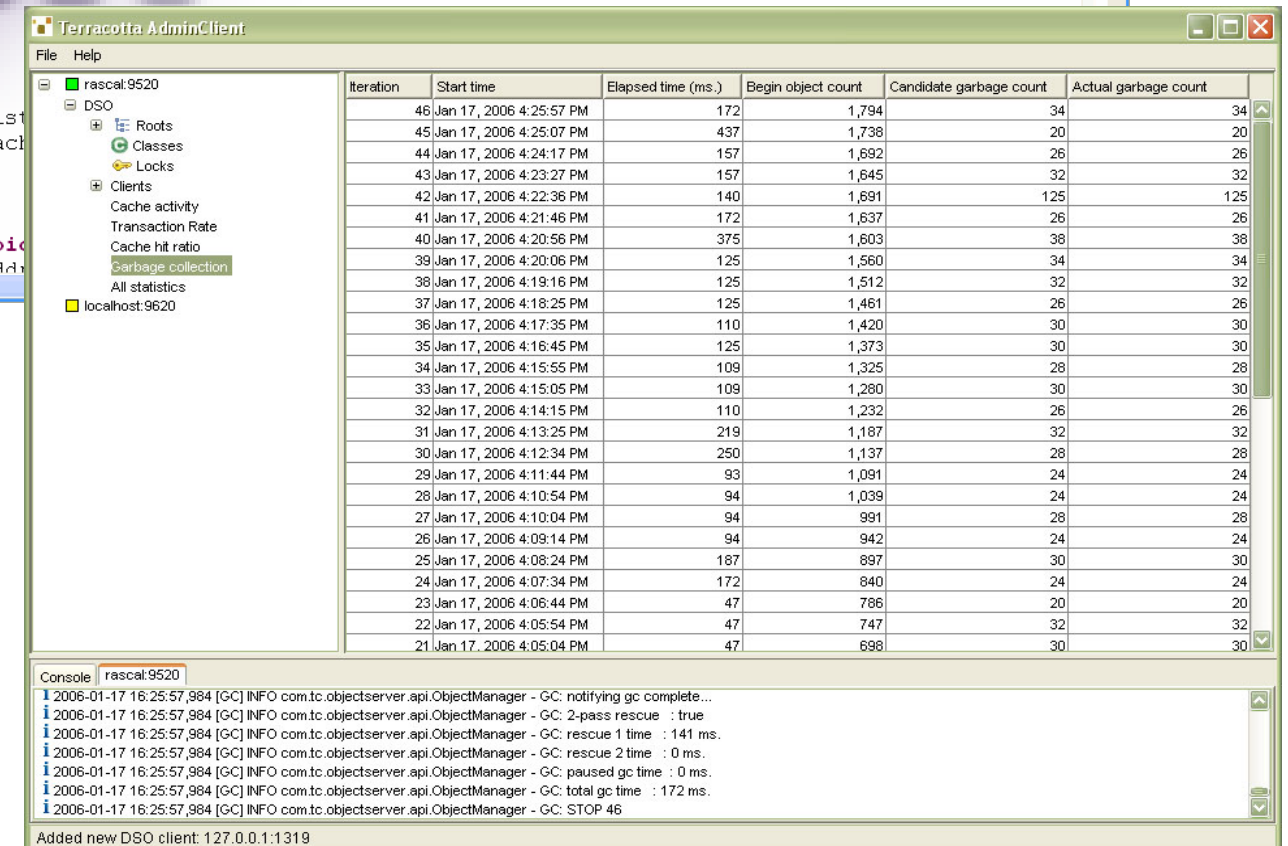 Terracotta AdminClient
File Help
rascal:9520
DSO
Roots
Classes
Locks
Clients
Cache activity
Transaction Rate
Cache hit ratio
Garbage collection
All statistics
localhost:9620
Iteration Start time Elapsed time (ms.) Begin object count Candidate garbage count Actual garbage count
46 Jan 17, 2006 4:25:57 PM 172 1,794 34 34
45 Jan 17, 2006 4:25:07 PM 437 1,738 20 20
44 Jan 17, 2006 4:24:17 PM 157 1,692 26 26
43 Jan 17, 2006 4:23:27 PM 157 1,645 32 32
42 Jan 17, 2006 4:22:36 PM 140 1,691 125 125
41 Jan 17, 2006 4:21:46 PM 172 1,637 26 26
40 Jan 17, 2006 4:20:56 PM 375 1,603 38 38
39 Jan 17, 2006 4:20:06 PM 125 1,560 34 34
38 Jan 17, 2006 4:19:16 PM 125 1,512 32 32
37 Jan 17, 2006 4:18:25 PM 125 1,461 26 26
36 Jan 17, 2006 4:17:35 PM 110 1,420 30 30
35 Jan 17, 2006 4:16:45 PM 125 1,373 30 30
34 Jan 17, 2006 4:15:55 PM 109 1,325 28 28
33 Jan 17, 2006 4:15:05 PM 109 1,280 30 30
32 Jan 17, 2006 4:14:15 PM 110 1,232 26 26
31 Jan 17, 2006 4:13:25 PM 219 1,187 32 32
30 Jan 17, 2006 4:12:34 PM 250 1,137 28 28
29 Jan 17, 2006 4:11:44 PM 93 1,091 24 24
28 Jan 17, 2006 4:10:54 PM 94 1,039 24 24
27 Jan 17, 2006 4:10:04 PM 94 991 28 28
26 Jan 17, 2006 4:09:14 PM 94 942 24 24
25 Jan 17, 2006 4:08:24 PM 187 897 30 30
24 Jan 17, 2006 4:07:34 PM 172 840 24 24
23 Jan 17, 2006 4:06:44 PM 47 786 20 20
22 Jan 17, 2006 4:05:54 PM 47 747 32 32
21 Jan 17, 2006 4:05:04 PM 47 698 30 30
Console rascal:9520
2006-01-17 16:25:57,984 [GC] INFO com.tc.objectserver.api.ObjectManager - GC: notifying gc complete...
2006-01-17 16:25:57,984 [GC] INFO com.tc.objectserver.api.ObjectManager - GC: 2-pass rescue : true
2006-01-17 16:25:57,984 [GC] INFO com.tc.objectserver.api.ObjectManager - GC: rescue 1 time : 141 ms.
2006-01-17 16:25:57,984 [GC] INFO com.tc.objectserver.api.ObjectManager - GC: rescue 2 time : 0 ms.
2006-01-17 16:25:57,984 [GC] INFO com.tc.objectserver.api.ObjectManager - GC: paused gc time : 0 ms.
2006-01-17 16:25:57,984 [GC] INFO com.tc.objectserver.api.ObjectManager - GC: total gc time : 172 ms.
2006-01-17 16:25:57,984 [GC] INFO com.tc.objectserver.api.ObjectManager - GC: STOP 46
Added new DSO client: 127.0.0.1:1319